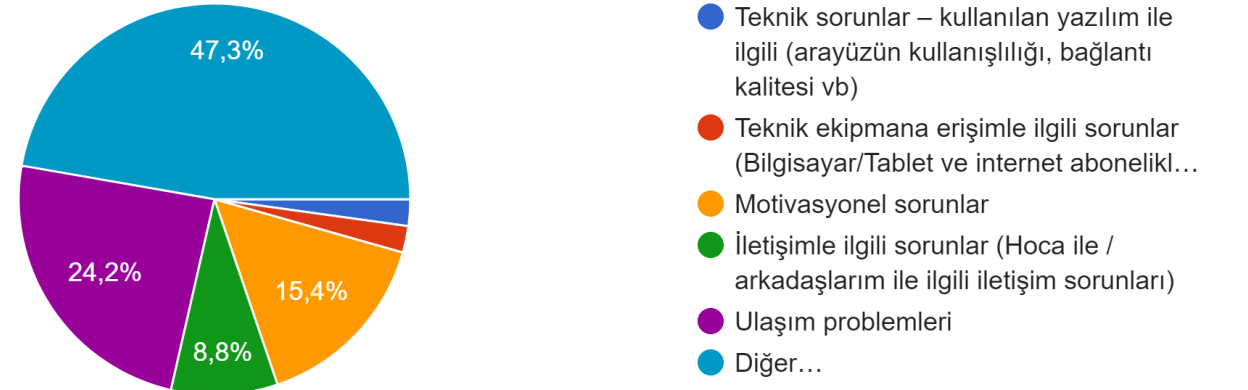 47,3%
24,2%
15,4%
8,8%
Teknik sorunlar – kullanılan yazılım ile
ilgili (arayüzün kullanışlılığı, bağlantı
kalitesi vb)
Teknik ekipmana erişimle ilgili sorunlar
(Bilgisayar/Tablet ve internet abonelikl…
Motivasyonel sorunlar
İletişimle ilgili sorunlar (Hoca ile /
arkadaşlarım ile ilgili iletişim sorunları)
Ulaşım problemleri
Diğer…